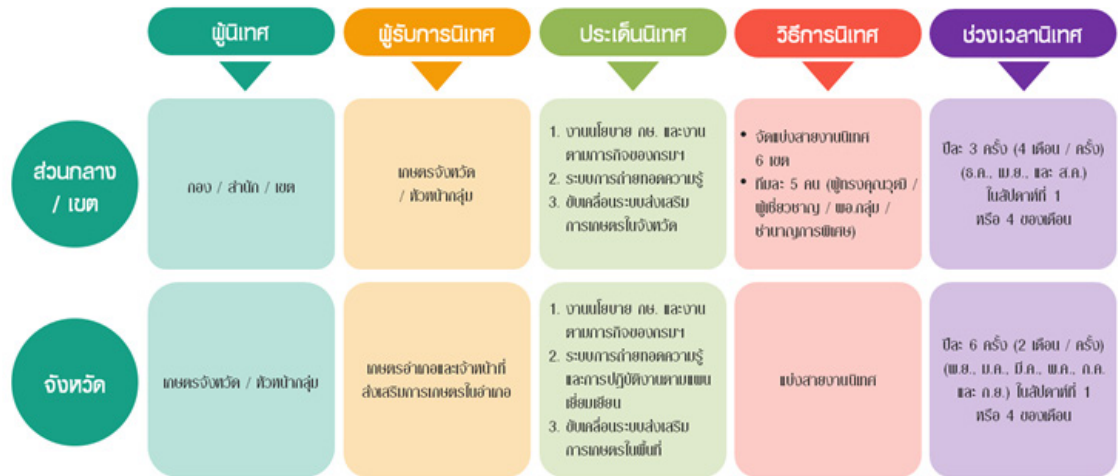 ผู้นิเทศ
ผู้รับการนิเทศ
ประเด็นนิเทศ
วิธีการนิเทศ
ช่วงเวลานิเทศ
ส่วนกลาง
/ เขต
กอง / สำนัก / เขต
เกษตรจังหวัด
/ หัวหน้ากลุ่ม
1. งานนโยบาย กษ. และงาน
ตามภารกิจของกรมฯ
2. ระบบการถ่ายทอดความรู้
3. ขับเคลื่อนระบบส่งเสริม
การเกษตรในจังหวัด
• จัดแบ่งสายงานนิเทศ
6 เขต
• ทีมละ 5 คน (ผู้ทรงคุณวุฒิ /
ผู้เชี่ยวชาญ / ผอ.กลุ่ม /
ชำนาญการพิเศษ)
ปีละ 3 ครั้ง (4 เดือน / ครั้ง)
(ธ.ค., เม.ย., และ ส.ค.)
ในสัปดาห์ที่ 1
หรือ 4 ของเดือน
จังหวัด
เกษตรจังหวัด / หัวหน้ากลุ่ม
เกษตรอำเภอและเจ้าหน้าที่
ส่งเสริมการเกษตรในอำเภอ
1. งานนโยบาย กษ. และงาน
ตามภารกิจของกรมฯ
2. ระบบการถ่ายทอดความรู้
และการปฏิบัติงานตามแผน
เยี่ยมเยียน
3. ขับเคลื่อนระบบส่งเสริม
การเกษตรในพื้นที่
แบ่งสายงานนิเทศ
ปีละ 6 ครั้ง (2 เดือน / ครั้ง)
(พ.ย., ม.ค., มี.ค., พ.ค., ก.ค.
และ ก.ย.) ในสัปดาห์ที่ 1
หรือ 4 ของเดือน